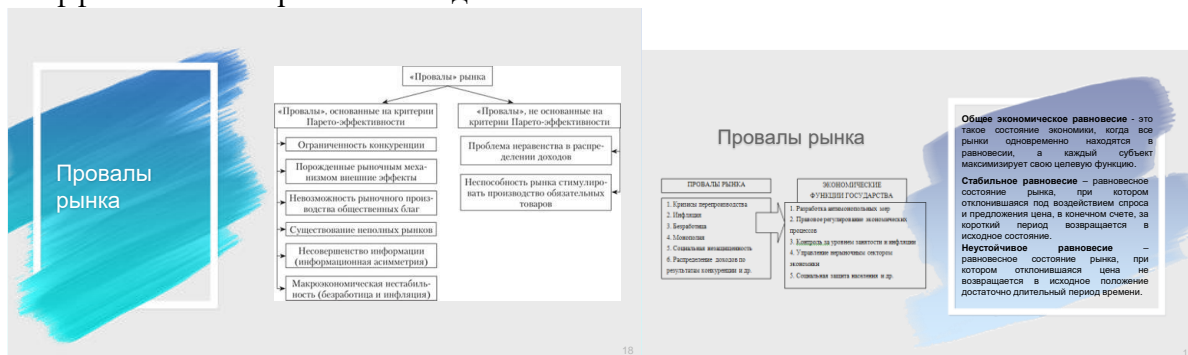 Провалы
рынка
«Провалы» рынка
«Провалы», основанные на критерии
Парето-эффективности
Ограниченность конкуренции
Порожденные рыночным меха-
низмом внешние эффекты
Невозможность рыночного произ-
водства общественных благ
Существование неполных рынков
Несовершенство информации
(информационная асимметрия)
Макроэкономическая нестабиль-
ность (безработица и инфляция)
«Провалы», не основанные на
критерии Парето-эффективности
Проблема неравенства в распре-
делении доходов
Неспособность рынка стимулиро-
вать производство обязательных
товаров
18
Провалы рынка
ПРОВАЛЫ РЫНКА
1. Кризисы перепроизводства
2. Инфляция
3. Безработица
4. Монополия
5. Социальная незащищенность
6. Распределение доходов по
результатам конкуренции и др.
ЭКОНОМИЧЕСКИЕ
ФУНКЦИИ ГОСУДАРСТВА
1. Разработка антимонопольных мер
2. Правовое регулирование экономических
процессов
3. Контроль за уровнем занятости и инфляции
4. Управление нерыночным сектором
экономики
5. Социальная защита населения и др.
Общее экономическое равновесие - это
такое состояние экономики, когда все
рынки одновременно находятся в
равновесии, а каждый субъект
максимизирует свою целевую функцию.
Стабильное равновесие – равновесное
состояние рынка, при котором
отклонившаяся под воздействием спроса
и предложения цена, в конечном счете, за
короткий период возвращается в
исходное состояние.
Неустойчивое равновесие –
равновесное состояние рынка, при
котором отклонившаяся цена не
возвращается в исходное положение
достаточно длительный период времени.